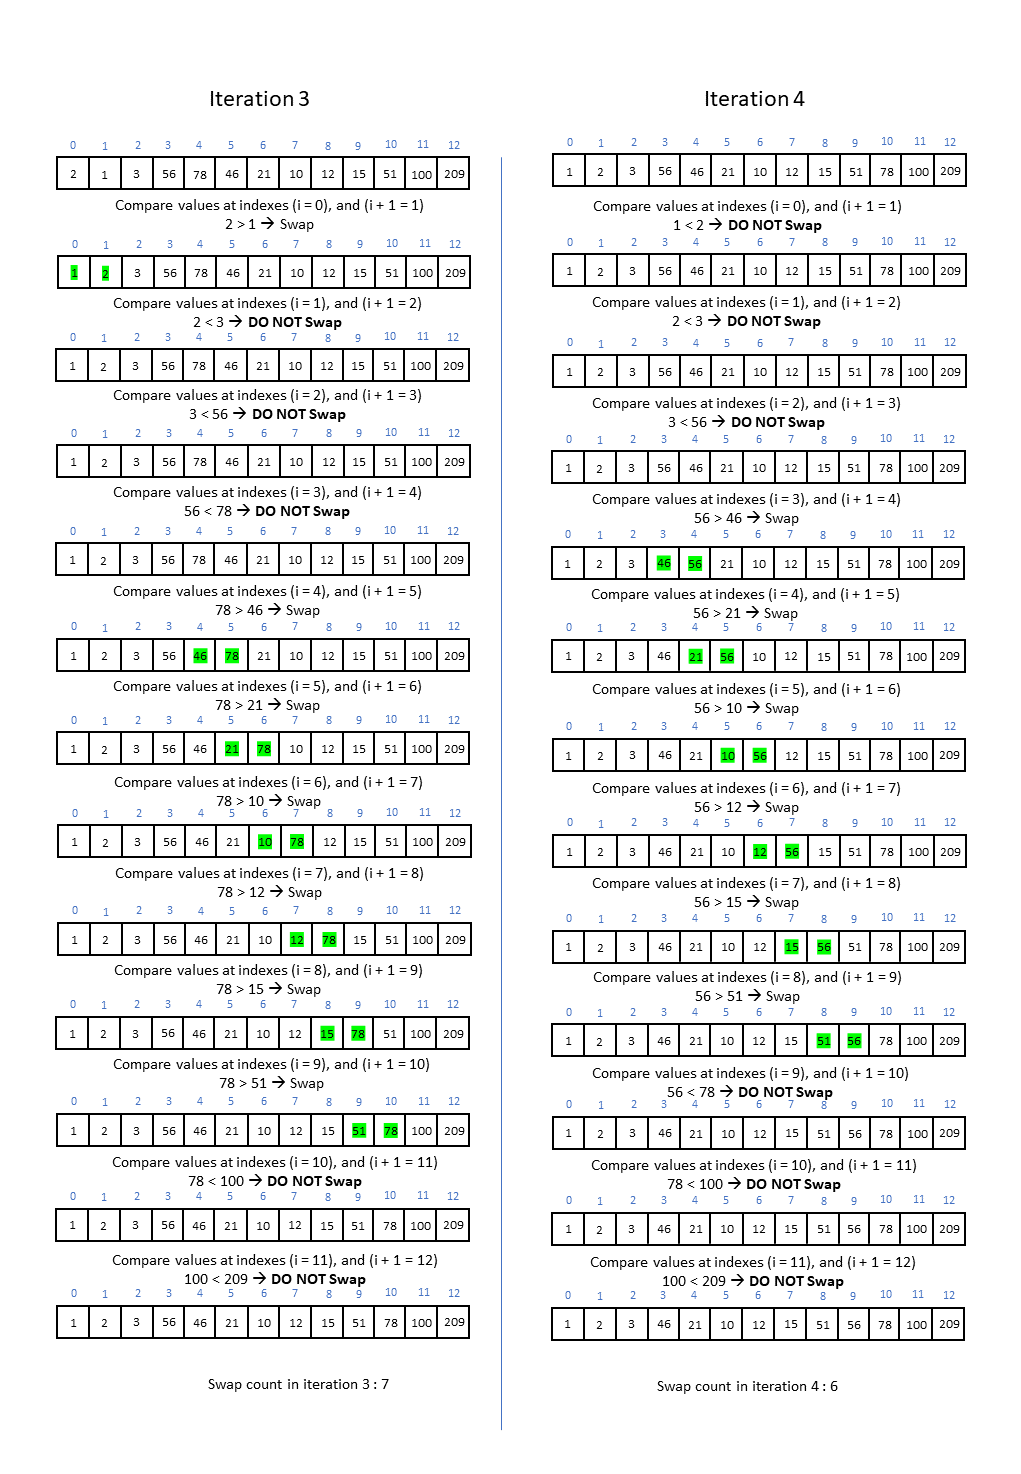 Iteration 3
0 1 2 3 4 5 6 7 8 9 10 11 12
2 1 3 56 78 46 21 10 12 15 51 100 209
Compare values at indexes (i = 0), and (i + 1 = 1)
2 > 1 → Swap
0 1 2 3 4 5 6 7 8 9 10 11 12
1 2 3 56 78 46 21 10 12 15 51 100 209
Compare values at indexes (i = 1), and (i + 1 = 2)
2 < 3 → DO NOT Swap
0 1 2 3 4 5 6 7 8 9 10 11 12
1 2 3 56 78 46 21 10 12 15 51 100 209
Compare values at indexes (i = 2), and (i + 1 = 3)
3 < 56 → DO NOT Swap
0 1 2 3 4 5 6 7 8 9 10 11 12
1 2 3 56 78 46 21 10 12 15 51 100 209
Compare values at indexes (i = 3), and (i + 1 = 4)
56 < 78 → DO NOT Swap
0 1 2 3 4 5 6 7 8 9 10 11 12
1 2 3 56 78 46 21 10 12 15 51 100 209
Compare values at indexes (i = 4), and (i + 1 = 5)
78 > 46 → Swap
0 1 2 3 4 5 6 7 8 9 10 11 12
1 2 3 56 46 78 21 10 12 15 51 100 209
Compare values at indexes (i = 5), and (i + 1 = 6)
78 > 21 → Swap
0 1 2 3 4 5 6 7 8 9 10 11 12
1 2 3 56 46 21 78 10 12 15 51 100 209
Compare values at indexes (i = 6), and (i + 1 = 7)
78 > 10 → Swap
0 1 2 3 4 5 6 7 8 9 10 11 12
1 2 3 56 46 21 10 78 12 15 51 100 209
Compare values at indexes (i = 7), and (i + 1 = 8)
78 > 12 → Swap
0 1 2 3 4 5 6 7 8 9 10 11 12
1 2 3 56 46 21 10 12 78 15 51 100 209
Compare values at indexes (i = 8), and (i + 1 = 9)
78 > 15 → Swap
0 1 2 3 4 5 6 7 8 9 10 11 12
1 2 3 56 46 21 10 12 15 78 51 100 209
Compare values at indexes (i = 9), and (i + 1 = 10)
78 > 51 → Swap
0 1 2 3 4 5 6 7 8 9 10 11 12
1 2 3 56 46 21 10 12 15 51 78 100 209
Compare values at indexes (i = 10), and (i + 1 = 11)
78 < 100 → DO NOT Swap
0 1 2 3 4 5 6 7 8 9 10 11 12
1 2 3 56 46 21 10 12 15 51 78 100 209
Compare values at indexes (i = 11), and (i + 1 = 12)
100 < 209 → DO NOT Swap
0 1 2 3 4 5 6 7 8 9 10 11 12
1 2 3 56 46 21 10 12 15 51 78 100 209
Swap count in iteration 3 : 7
Iteration 4
0 1 2 3 4 5 6 7 8 9 10 11 12
1 2 3 56 46 21 10 12 15 51 78 100 209
Compare values at indexes (i = 0), and (i + 1 = 1)
1 < 2 → DO NOT Swap
0 1 2 3 4 5 6 7 8 9 10 11 12
1 2 3 56 46 21 10 12 15 51 78 100 209
Compare values at indexes (i = 1), and (i + 1 = 2)
2 < 3 → DO NOT Swap
0 1 2 3 4 5 6 7 8 9 10 11 12
1 2 3 56 46 21 10 12 15 51 78 100 209
Compare values at indexes (i = 2), and (i + 1 = 3)
3 < 56 → DO NOT Swap
0 1 2 3 4 5 6 7 8 9 10 11 12
1 2 3 56 46 21 10 12 15 51 78 100 209
Compare values at indexes (i = 3), and (i + 1 = 4)
56 > 46 → Swap
0 1 2 3 4 5 6 7 8 9 10 11 12
1 2 3 46 56 21 10 12 15 51 78 100 209
Compare values at indexes (i = 4), and (i + 1 = 5)
56 > 21 → Swap
0 1 2 3 4 5 6 7 8 9 10 11 12
1 2 3 46 21 56 10 12 15 51 78 100 209
Compare values at indexes (i = 5), and (i + 1 = 6)
56 > 10 → Swap
0 1 2 3 4 5 6 7 8 9 10 11 12
1 2 3 46 21 10 56 12 15 51 78 100 209
Compare values at indexes (i = 6), and (i + 1 = 7)
56 > 12 → Swap
0 1 2 3 4 5 6 7 8 9 10 11 12
1 2 3 46 21 10 12 56 15 51 78 100 209
Compare values at indexes (i = 7), and (i + 1 = 8)
56 > 15 → Swap
0 1 2 3 4 5 6 7 8 9 10 11 12
1 2 3 46 21 10 12 15 56 51 78 100 209
Compare values at indexes (i = 8), and (i + 1 = 9)
56 > 51 → Swap
0 1 2 3 4 5 6 7 8 9 10 11 12
1 2 3 46 21 10 12 15 51 56 78 100 209
Compare values at indexes (i = 9), and (i + 1 = 10)
56 < 78 → DO NOT Swap
0 1 2 3 4 5 6 7 8 9 10 11 12
1 2 3 46 21 10 12 15 51 56 78 100 209
Compare values at indexes (i = 10), and (i + 1 = 11)
78 < 100 → DO NOT Swap
0 1 2 3 4 5 6 7 8 9 10 11 12
1 2 3 46 21 10 12 15 51 56 78 100 209
Compare values at indexes (i = 11), and (i + 1 = 12)
100 < 209 → DO NOT Swap
0 1 2 3 4 5 6 7 8 9 10 11 12
1 2 3 46 21 10 12 15 51 56 78 100 209
Swap count in iteration 4 : 6